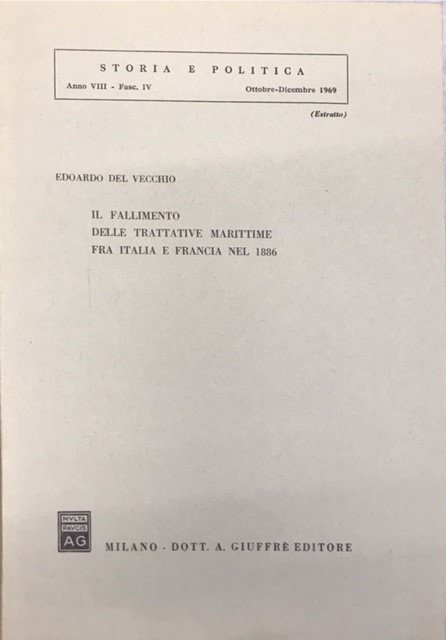 STORIA E POLITICA
Anno VIII - Fasc. IV Ottobre-Dicembre 1969
(Estratto)
EDOARDO DEL VECCHIO
IL FALLIMENTO
DELLE TRATTATIVE MARITTIME
FRA ITALIA E FRANCIA NEL 1886
MVLTA
PAVCIS
AG
MILANO - DOTT. A. GIUFFRÈ EDITORE